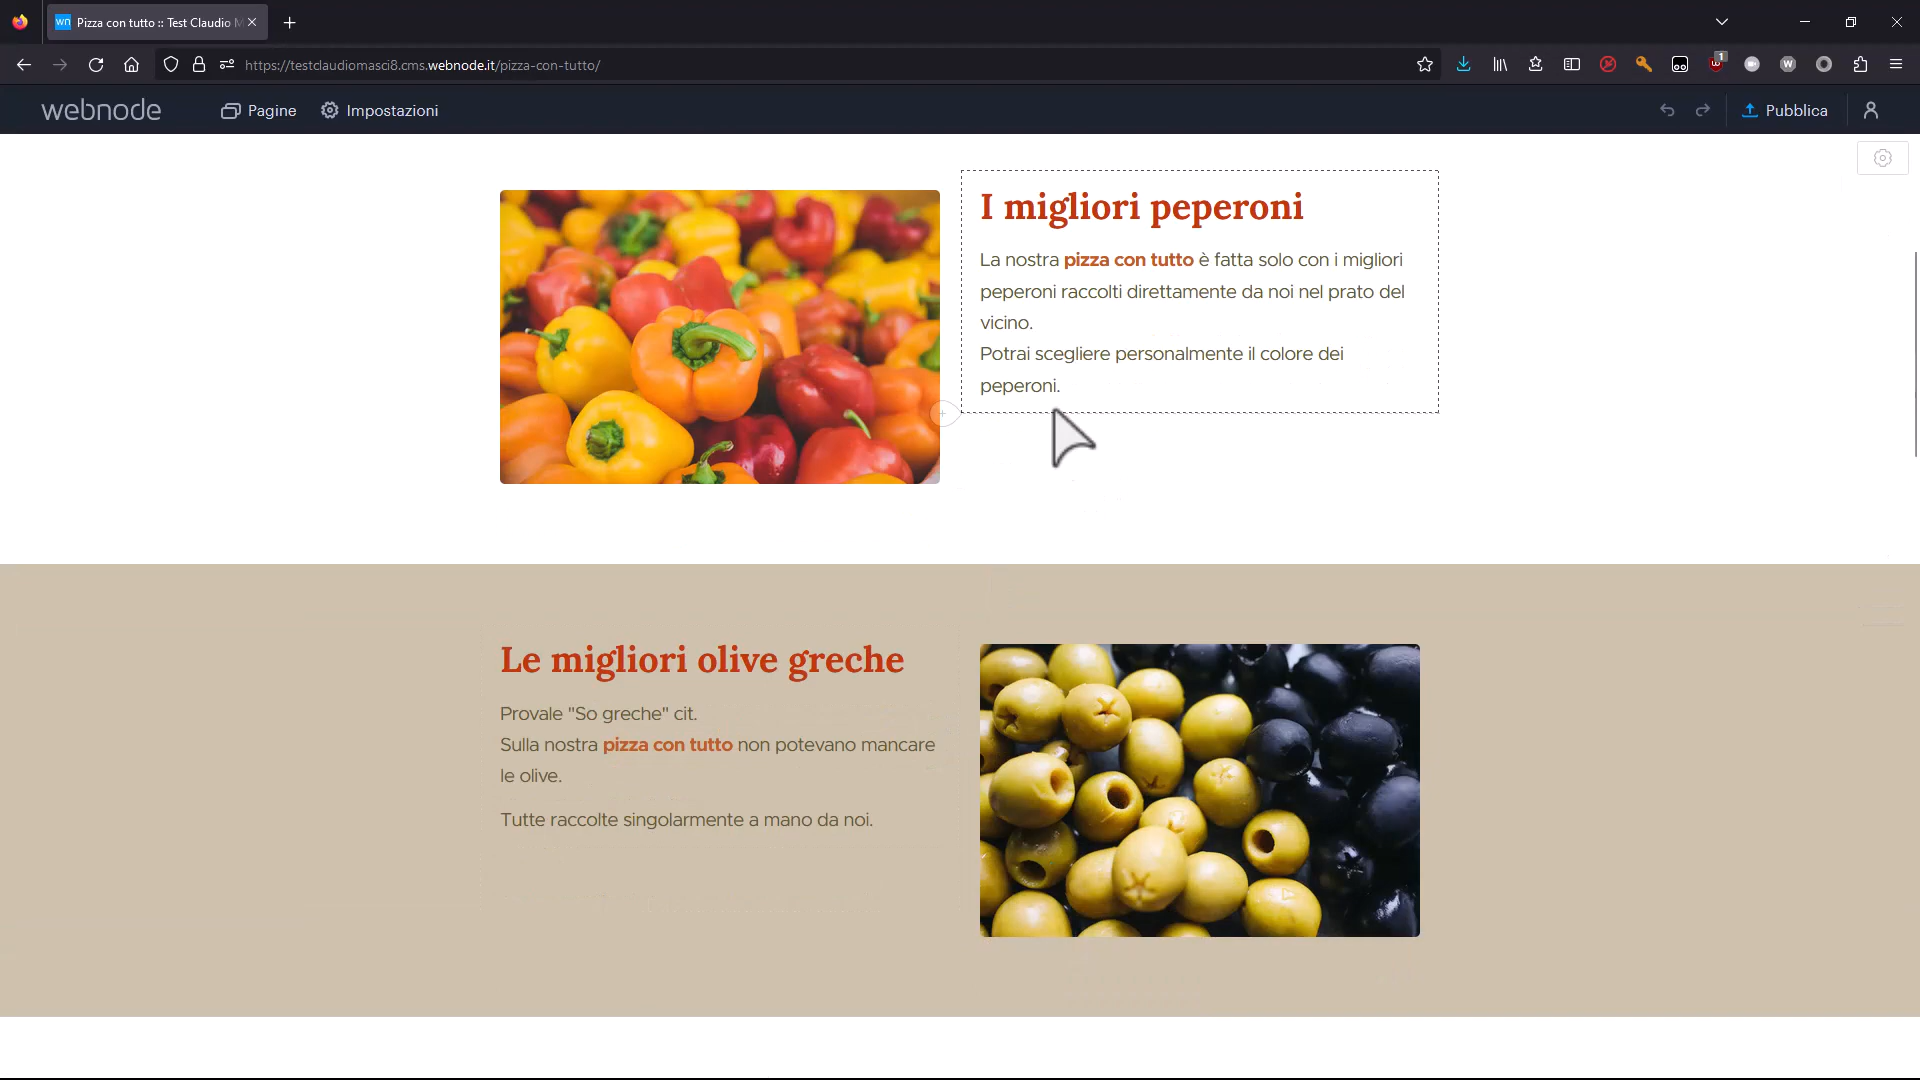 Pizza con tutto :: Test Claudio M
https://testclaudiomasci8.cms.webnode.it/pizza-con-tutto/
1
webnode
Pagine
Impostazioni
Pubblica
I migliori peperoni
La nostra pizza con tutto è fatta solo con i migliori
peperoni raccolti direttamente da noi nel prato del
vicino.
Potrai scegliere personalmente il colore dei
peperoni.
Le migliori olive greche
Provale "So greche" cit.
Sulla nostra pizza con tutto non potevano mancare
le olive.
Tutte raccolte singolarmente a mano da noi.